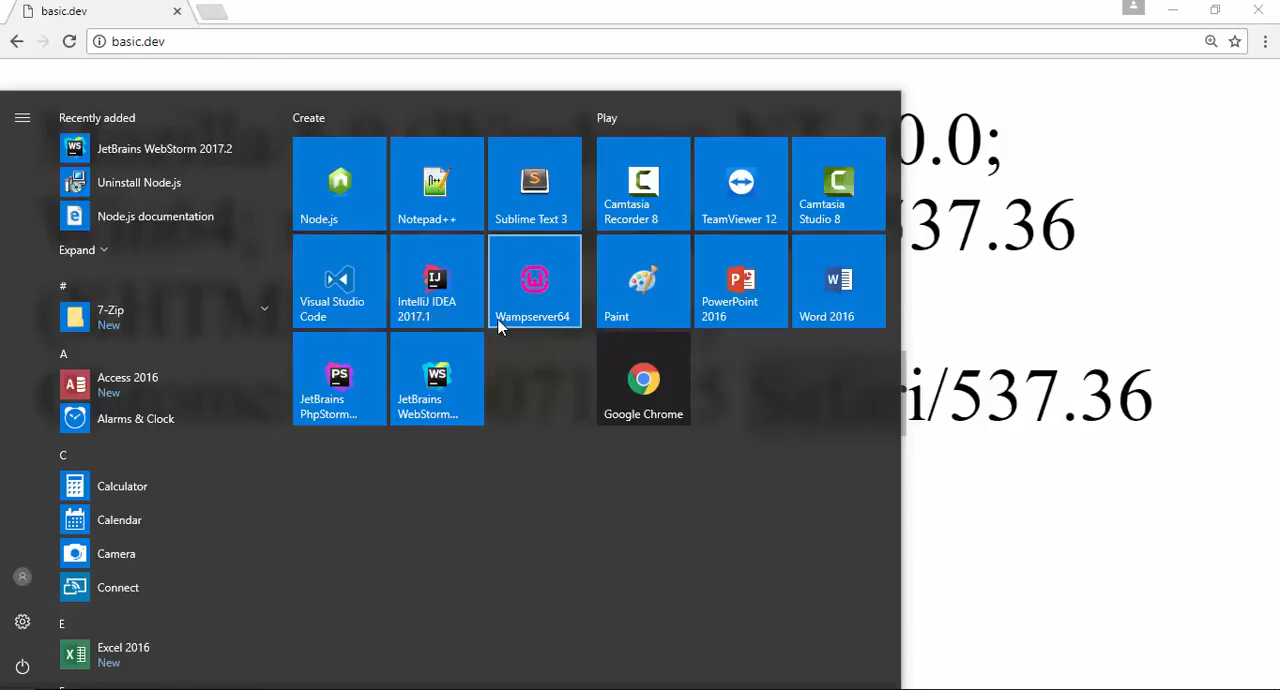 basic.dev
basic.dev
0.0;
537.36
i/537.36
Recently added
JetBrains WebStorm 2017.2
Uninstall Node.js
Node.js documentation
Expand
#
7-Zip
New
A
Access 2016
New
Alarms & Clock
C
Calculator
Calendar
Camera
Connect
E
Excel 2016
New
Create
Node.js
Notepad++
Sublime Text 3
Visual Studio
Code
IntelliJ IDEA
2017.1
Wampserver64
JetBrains
PhpStorm...
JetBrains
WebStorm...
Play
Camtasia
Recorder 8
TeamViewer 12
Camtasia
Studio 8
Paint
PowerPoint
2016
Word 2016
Google Chrome